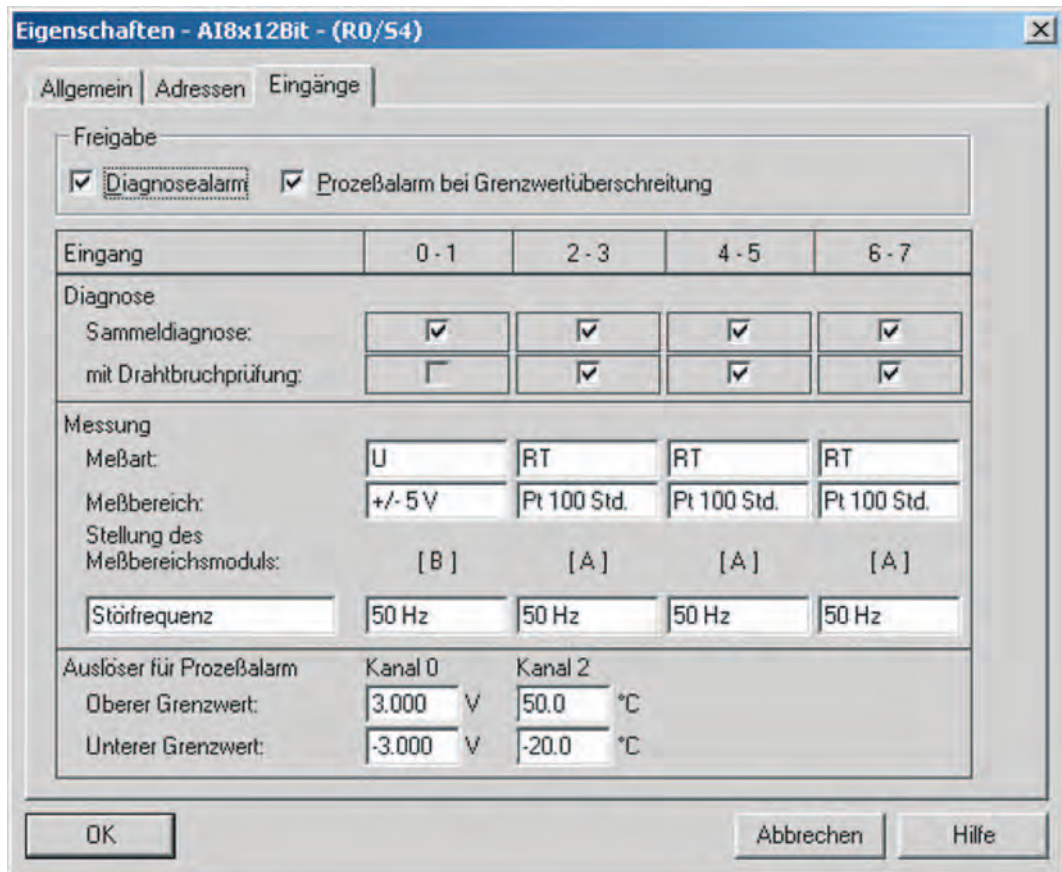 Eigenschaften - AI8x12Bit - (R0/S4)
Allgemein Adressen Eingänge
Freigabe
Diagnosealarm Prozeßalarm bei Grenzwertüberschreitung
Eingang 0 - 1 2 - 3 4 - 5 6 - 7
Diagnose
Sammeldiagnose:
mit Drahtbruchprüfung:
Messung
Meßart: U RT RT RT
Meßbereich: +/- 5 V Pt 100 Std. Pt 100 Std. Pt 100 Std.
Stellung des
Meßbereichsmoduls: [ B ] [ A ] [ A ] [ A ]
Störfrequenz 50 Hz 50 Hz 50 Hz 50 Hz
Auslöser für Prozeßalarm Kanal 0 Kanal 2
Oberer Grenzwert: 3.000 V 50.0 °C
Unterer Grenzwert: -3.000 V -20.0 °C
OK Abbrechen Hilfe